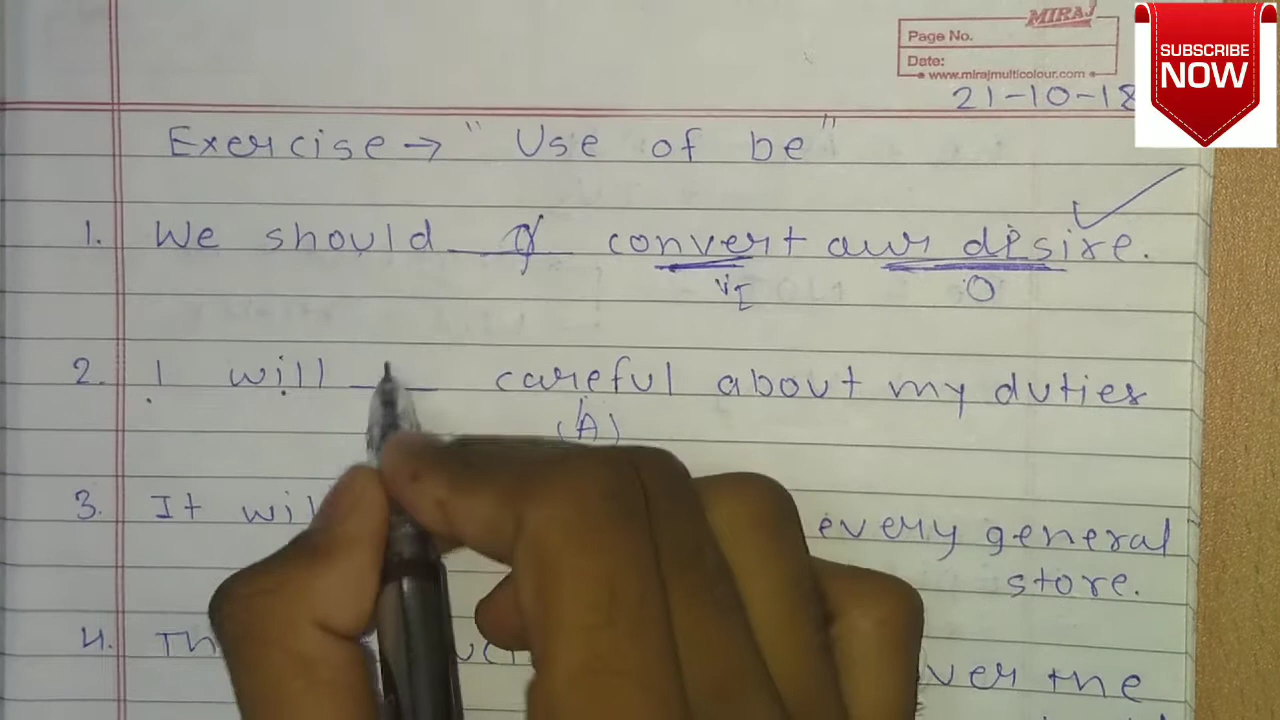 MIRAJ
Page No.
Date:
www.mirajmulticolour.com
21-10-18
SUBSCRIBE
NOW
Exercise → " Use of be "
1. We should convert our desire.
V I O
2. I will careful about my duties
(A)
3. It wil every general
store.
4. Th ver the